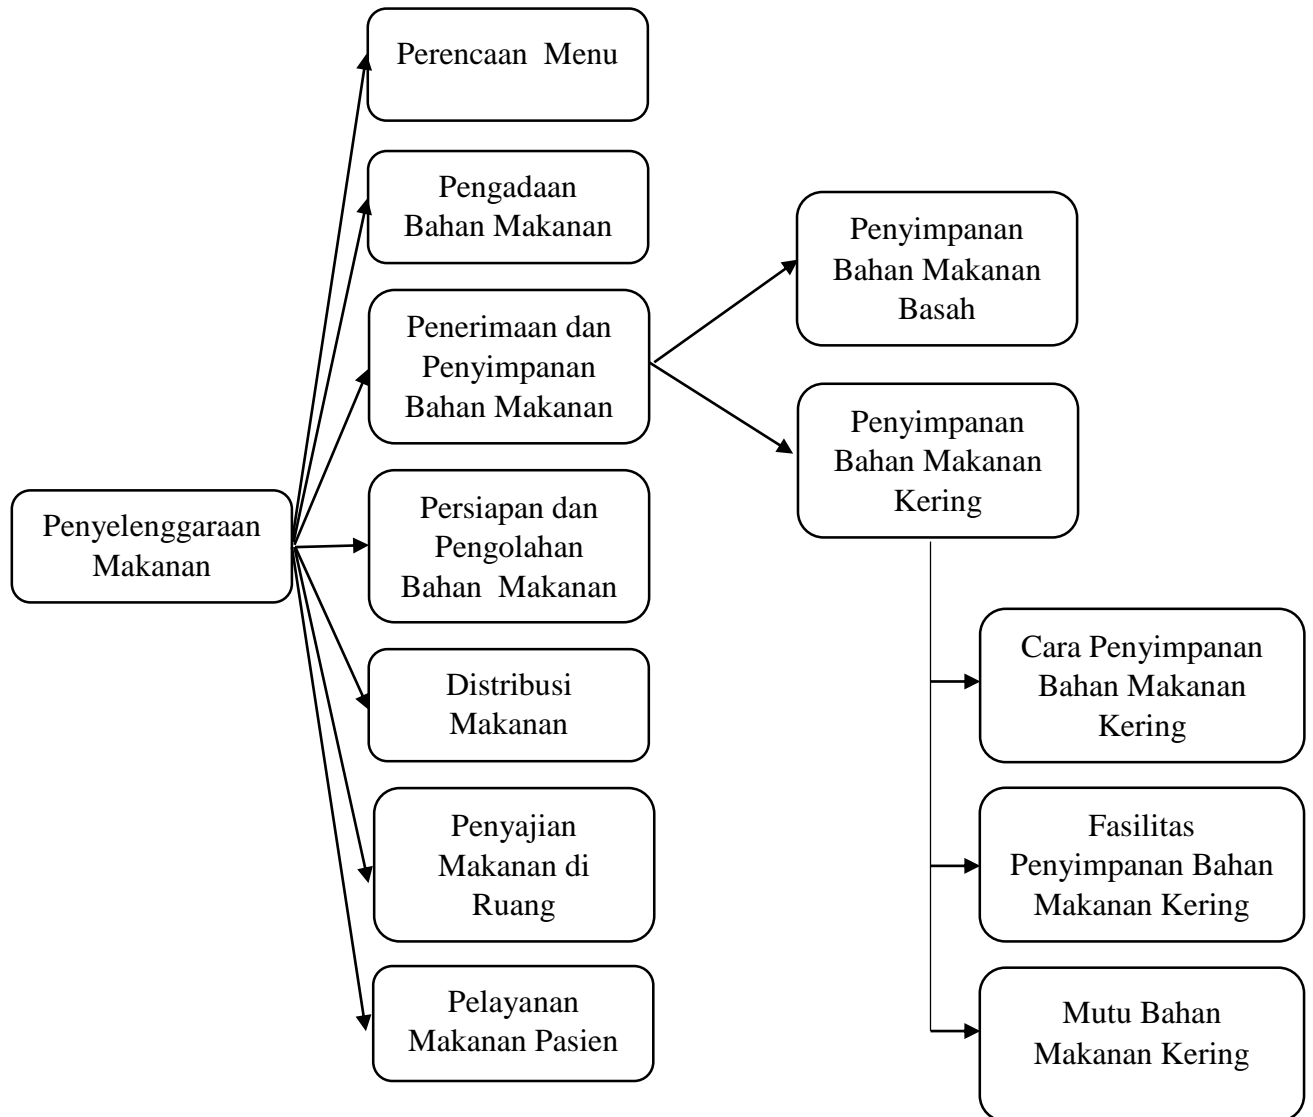 Perencaan  Menu
Pengadaan
Bahan Makanan
Penerimaan dan
Penyimpanan
Bahan Makanan
Penyimpanan
Bahan Makanan
Basah
Penyimpanan
Bahan Makanan
Kering
Penyelenggaraan
Makanan
Persiapan dan
Pengolahan
Bahan  Makanan
Distribusi
Makanan
Penyajian
Makanan di
Ruang
Pelayanan
Makanan Pasien
Cara Penyimpanan
Bahan Makanan
Kering
Fasilitas
Penyimpanan Bahan
Makanan Kering
Mutu Bahan
Makanan Kering